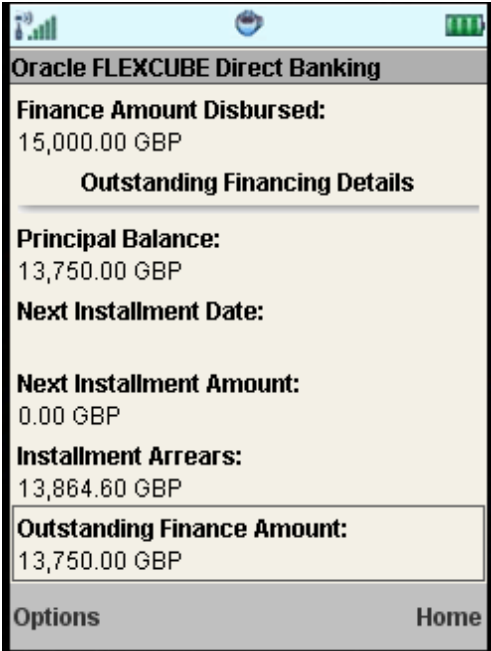 Oracle FLEXCUBE Direct Banking
Finance Amount Disbursed:
15,000.00 GBP
Outstanding Financing Details
Principal Balance:
13,750.00 GBP
Next Installment Date:
Next Installment Amount:
0.00 GBP
Installment Arrears:
13,864.60 GBP
Outstanding Finance Amount:
13,750.00 GBP
Options Home